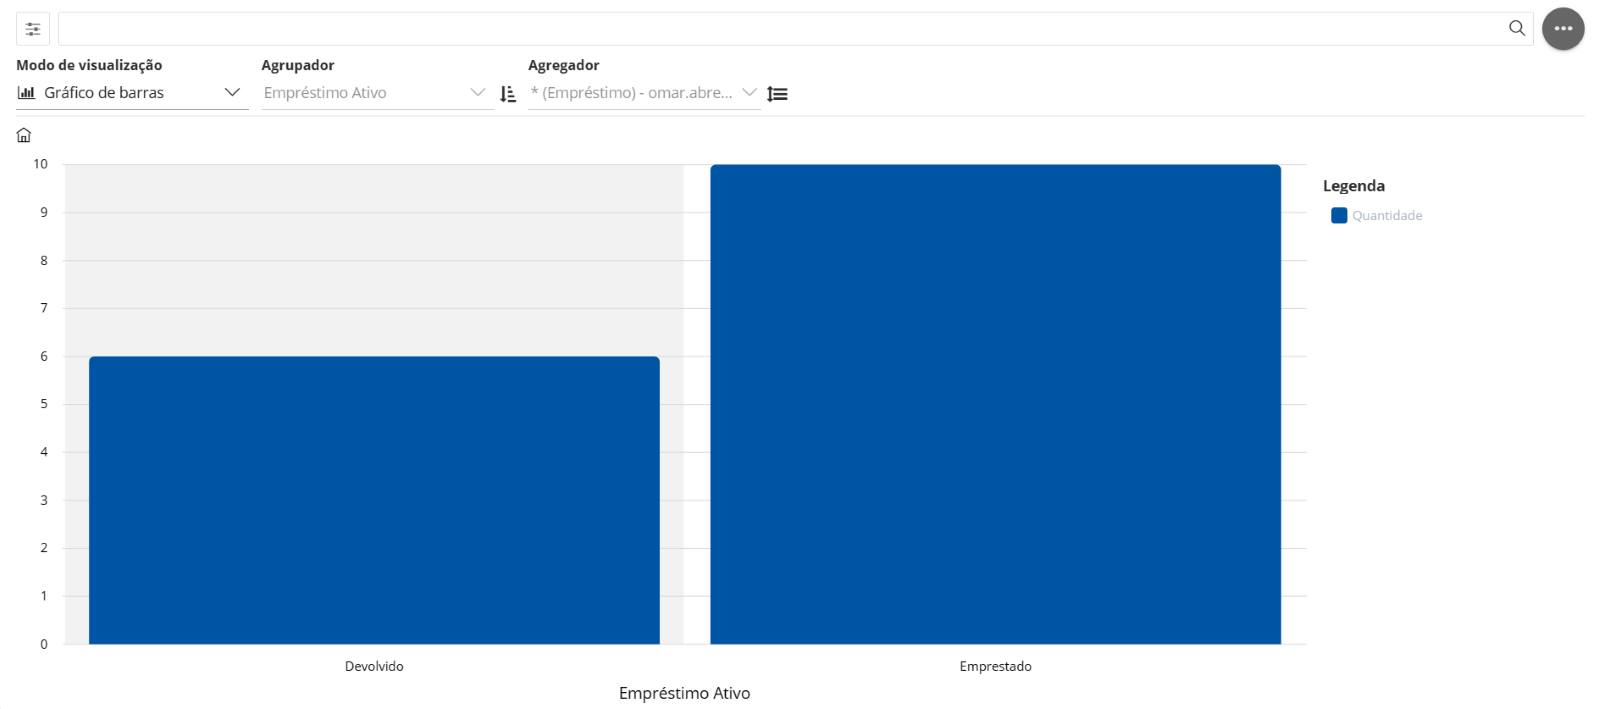 Modo de visualização
Agrupador
Agregador
Gráfico de barras
Empréstimo Ativo
* (Empréstimo) - omar.abre...
10
9
8
7
6
5
4
3
2
1
0
Devolvido
Emprestado
Empréstimo Ativo
Legenda
Quantidade